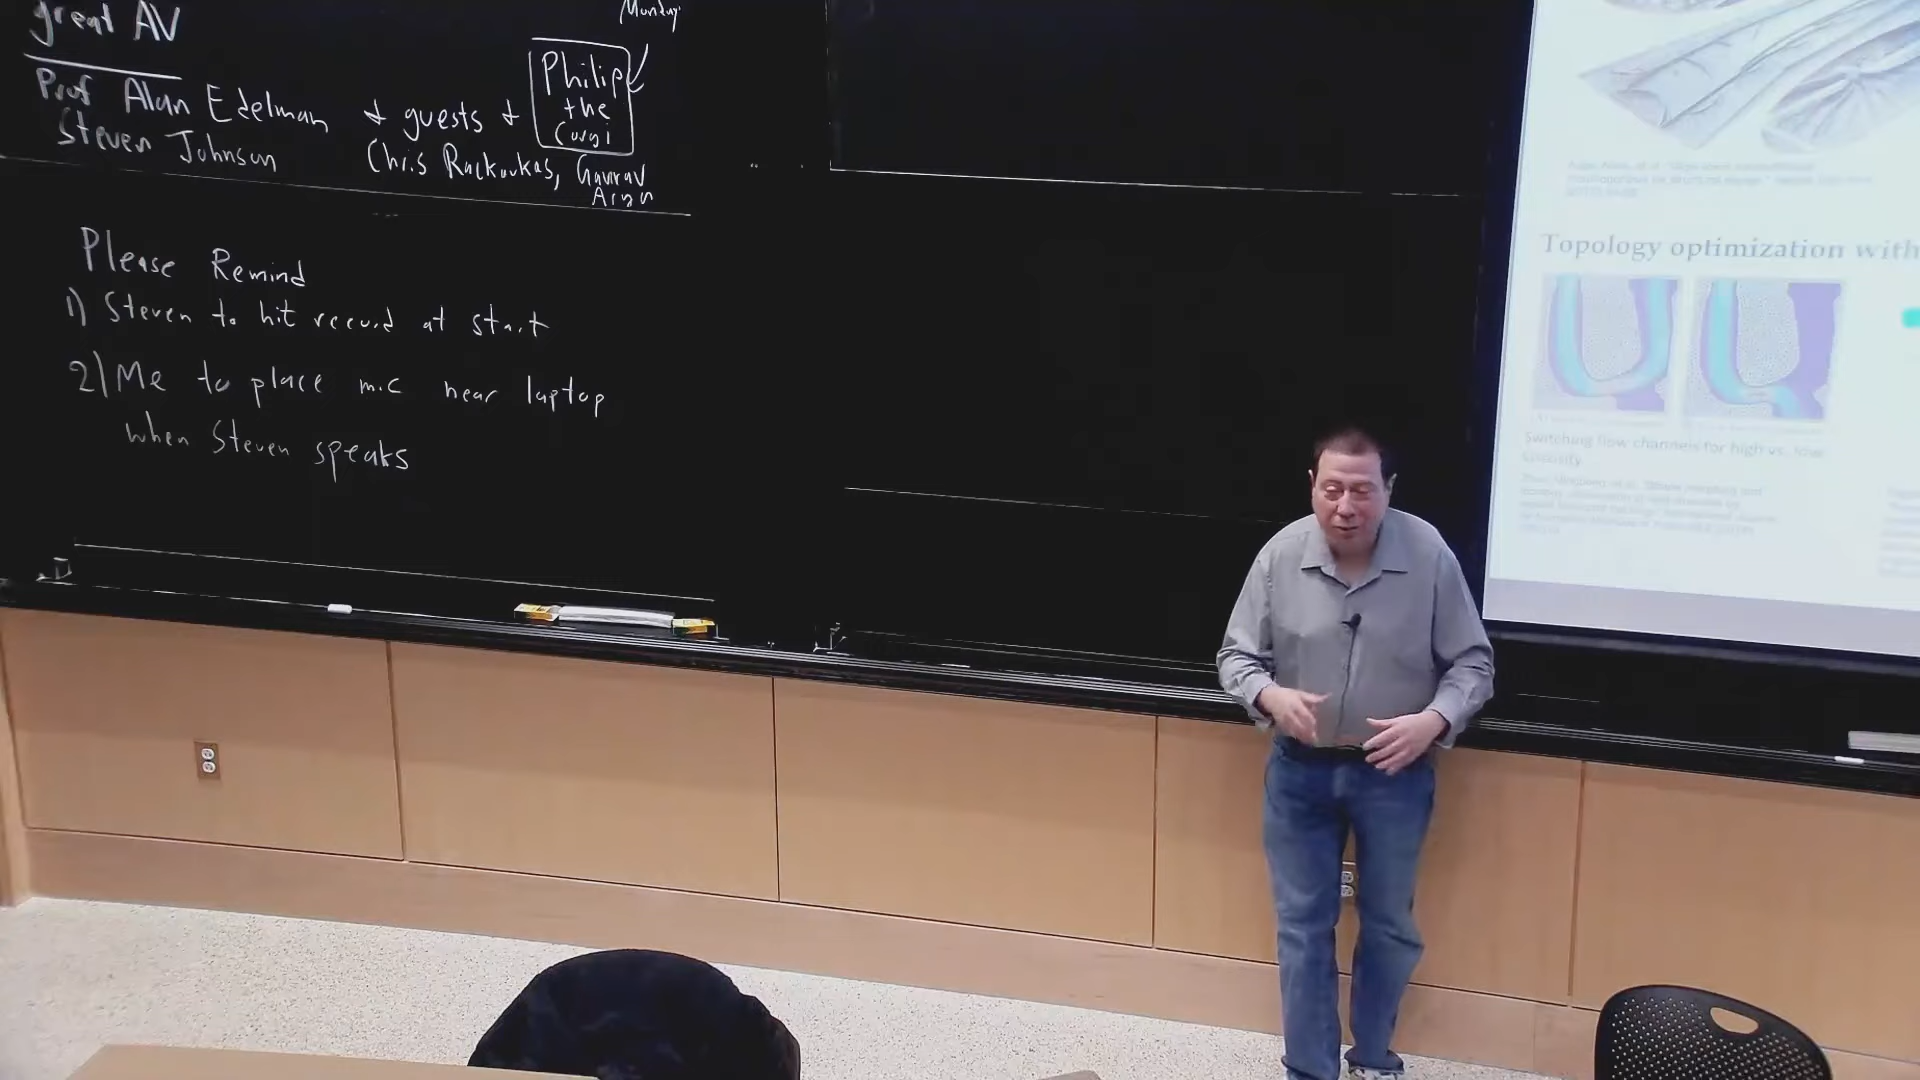 great AV
Monday
Prof Alan Edelman + guests + Philip the Corgi
Steven Johnson Chris Rackaukas, Gaurav
Arya
Please Remind
1) Steven to hit record at start
2) Me to place mic near laptop
when Steven speaks
Topology optimization with
Switching flow channels for high vs. low
viscosity